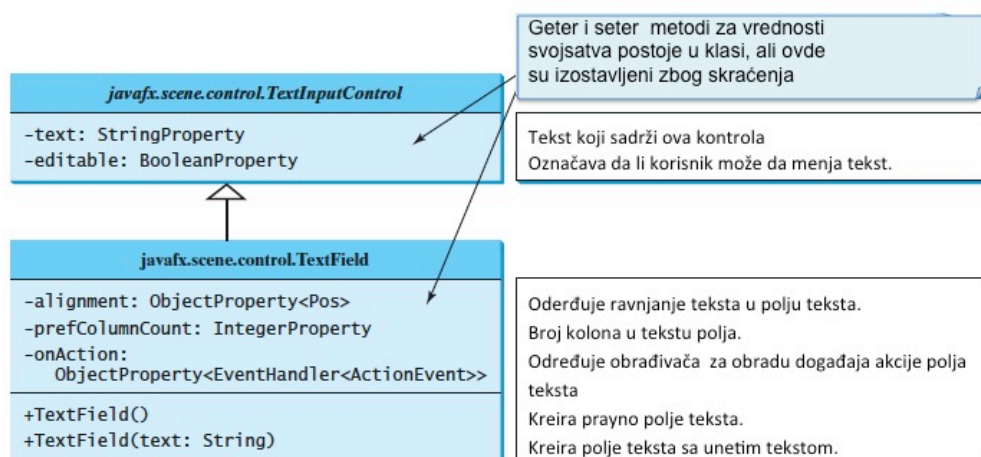 Geter i seter metodi za vrednosti
svojsatva postoje u klasi, ali ovde
su izostavljeni zbog skraćenja
javafx.scene.control.TextInputControl
-text: StringProperty
-editable: BooleanProperty
Tekst koji sadrži ova kontrola
Označava da li korisnik može da menja tekst.
javafx.scene.control.TextField
-alignment: ObjectProperty<Pos>
-prefColumnCount: IntegerProperty
-onAction:
ObjectProperty<EventHandler<ActionEvent>>
+TextField()
+TextField(text: String)
Oderđuje ravnjanje teksta u polju teksta.
Broj kolona u tekstu polja.
Određuje obrađivača za obradu događaja akcije polja
teksta
Kreira prayno polje teksta.
Kreira polje teksta sa unetim tekstom.